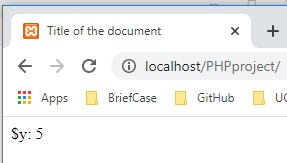 Title of the document
localhost/PHPproject/
Apps BriefCase GitHub
$y: 5